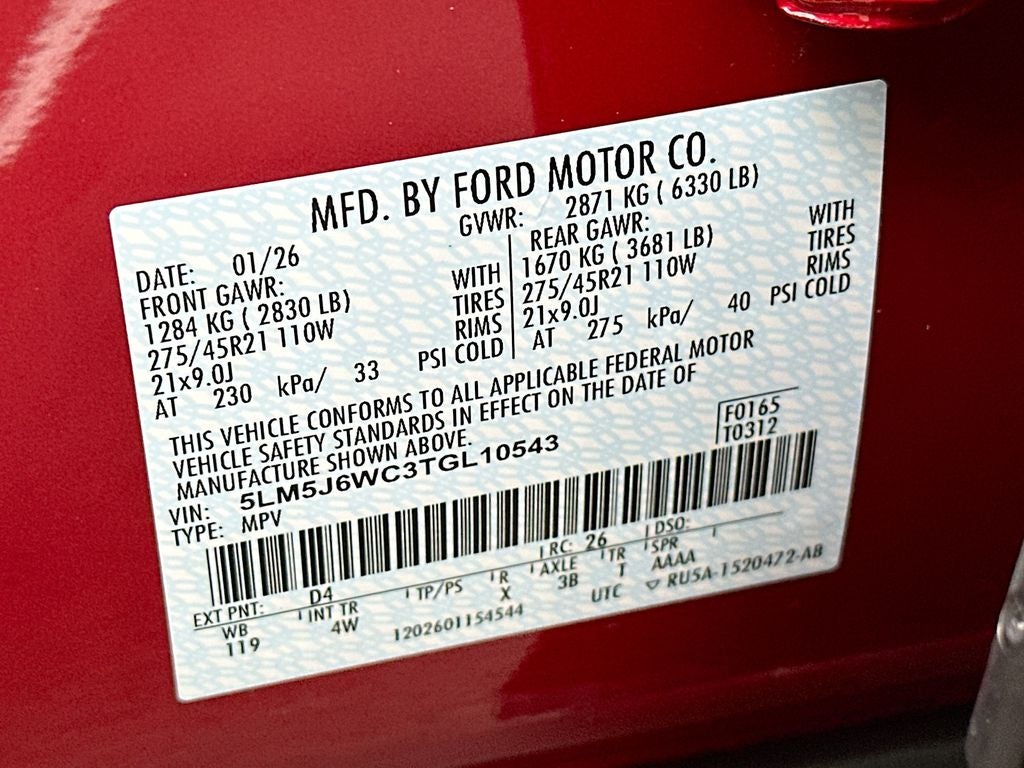 MFD. BY FORD MOTOR CO.
DATE: 01/26 GVWR: 2871 KG ( 6330 LB)
FRONT GAWR:
1284 KG ( 2830 LB) WITH
275/45R21 110W TIRES
21x9.0J RIMS
AT 230 kPa/ 33 PSI COLD
REAR GAWR:
1670 KG ( 3681 LB) WITH
275/45R21 110W TIRES
21x9.0J RIMS
AT 275 kPa/ 40 PSI COLD
THIS VEHICLE CONFORMS TO ALL APPLICABLE FEDERAL MOTOR
VEHICLE SAFETY STANDARDS IN EFFECT ON THE DATE OF
MANUFACTURE SHOWN ABOVE.
F0165
T0312
VIN: 5LM5J6WC3TGL10543
TYPE: MPV
EXT PNT: D4 RC: 26 DSO:
WB INT TR TP/PS R AXLE TR SPR
119 4W X 3B T AAAA
1202601154544 UTC ▽ RU5A-1520472-AB